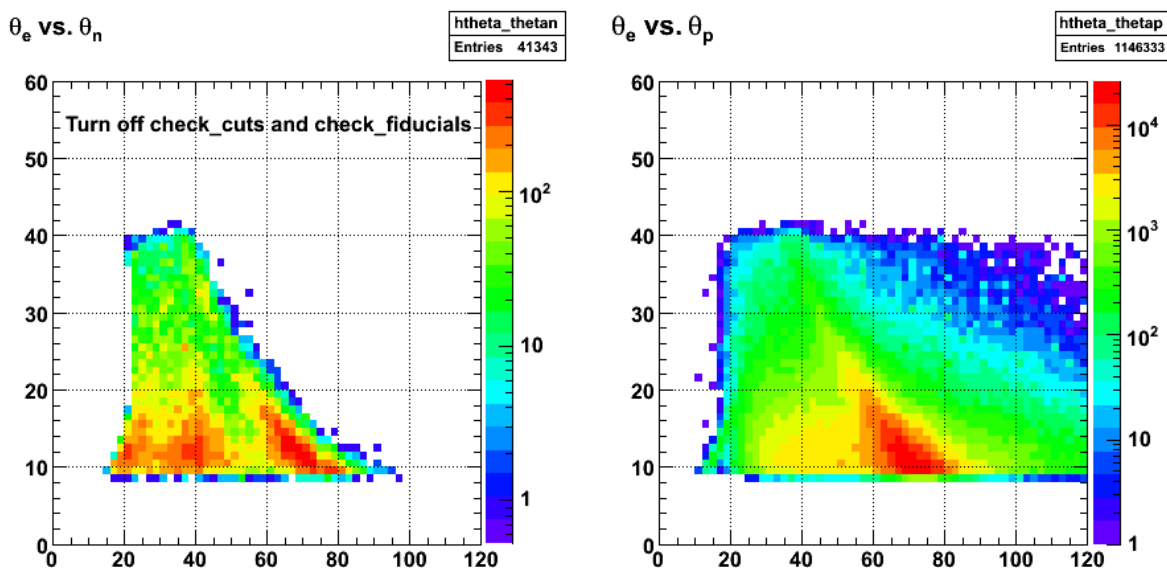 θe vs. θn
htheta_thetan
Entries 41343
Turn off check_cuts and check_fiducials
60
50
40
30
20
10
0
0 20 40 60 80 100 120
10²
10
1
θe vs. θp
htheta_thetap
Entries 1146333
60
50
40
30
20
10
0
0 20 40 60 80 100 120
10⁴
10³
10²
10
1